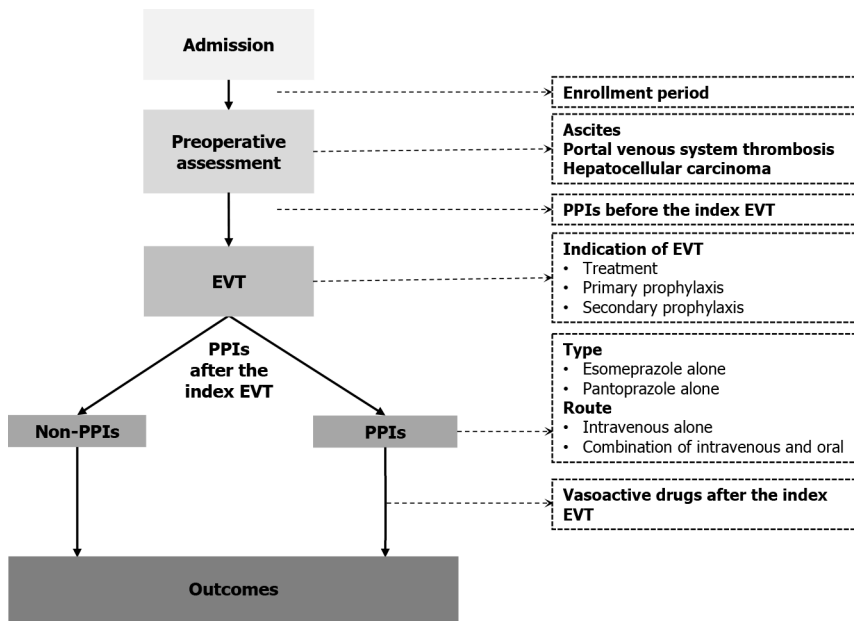 Admission
Enrollment period
Preoperative
assessment
Ascites
Portal venous system thrombosis
Hepatocellular carcinoma
PPIs before the index EVT
EVT
Indication of EVT
• Treatment
• Primary prophylaxis
• Secondary prophylaxis
PPIs
after the
index EVT
Non-PPIs
PPIs
Type
• Esomeprazole alone
• Pantoprazole alone
Route
• Intravenous alone
• Combination of intravenous and oral
Vasoactive drugs after the index
EVT
Outcomes